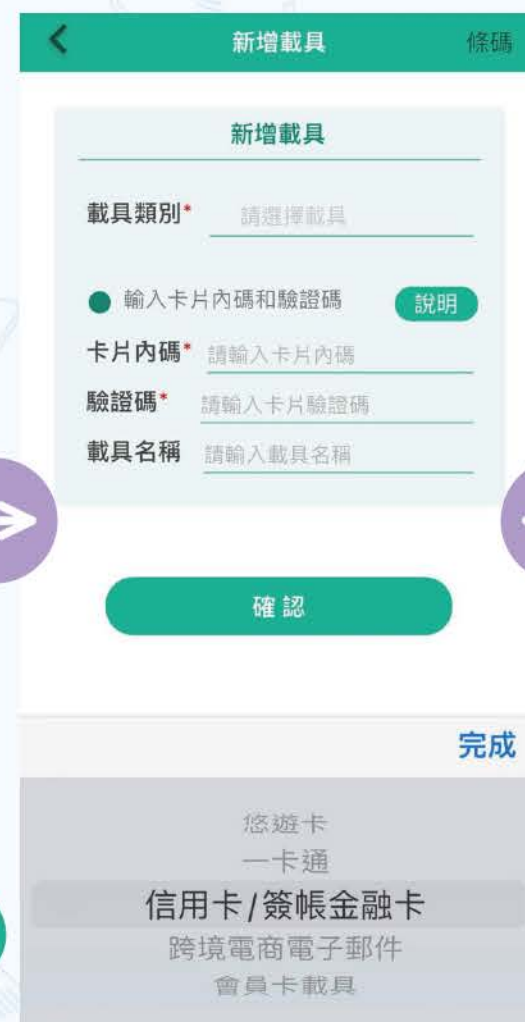 新增載具 條碼
新增載具
載具類別* 請選擇載具
輸入卡片內碼和驗證碼 說明
卡片內碼* 請輸入卡片內碼
驗證碼* 請輸入卡片驗證碼
載具名稱 請輸入載具名稱
確認
完成
悠遊卡
一卡通
信用卡/簽帳金融卡
跨境電商電子郵件
會員卡載具